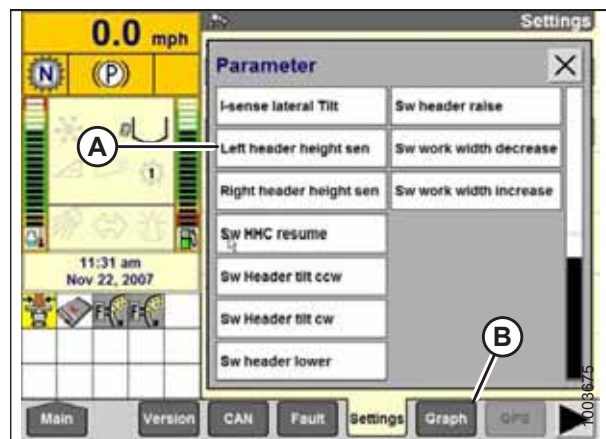 0.0 mph
Settings
N
(P)
Parameter
I-sense lateral Tilt
Sw header raise
A
Left header height sen
Sw work width decrease
1
Right header height sen
Sw work width increase
Sw HHC resume
11:31 am
Nov 22, 2007
Sw Header tilt ccw
F
F
Sw Header tilt cw
B
Sw header lower
Main
Version
CAN
Fault
Settings
Graph
GPS
1003675